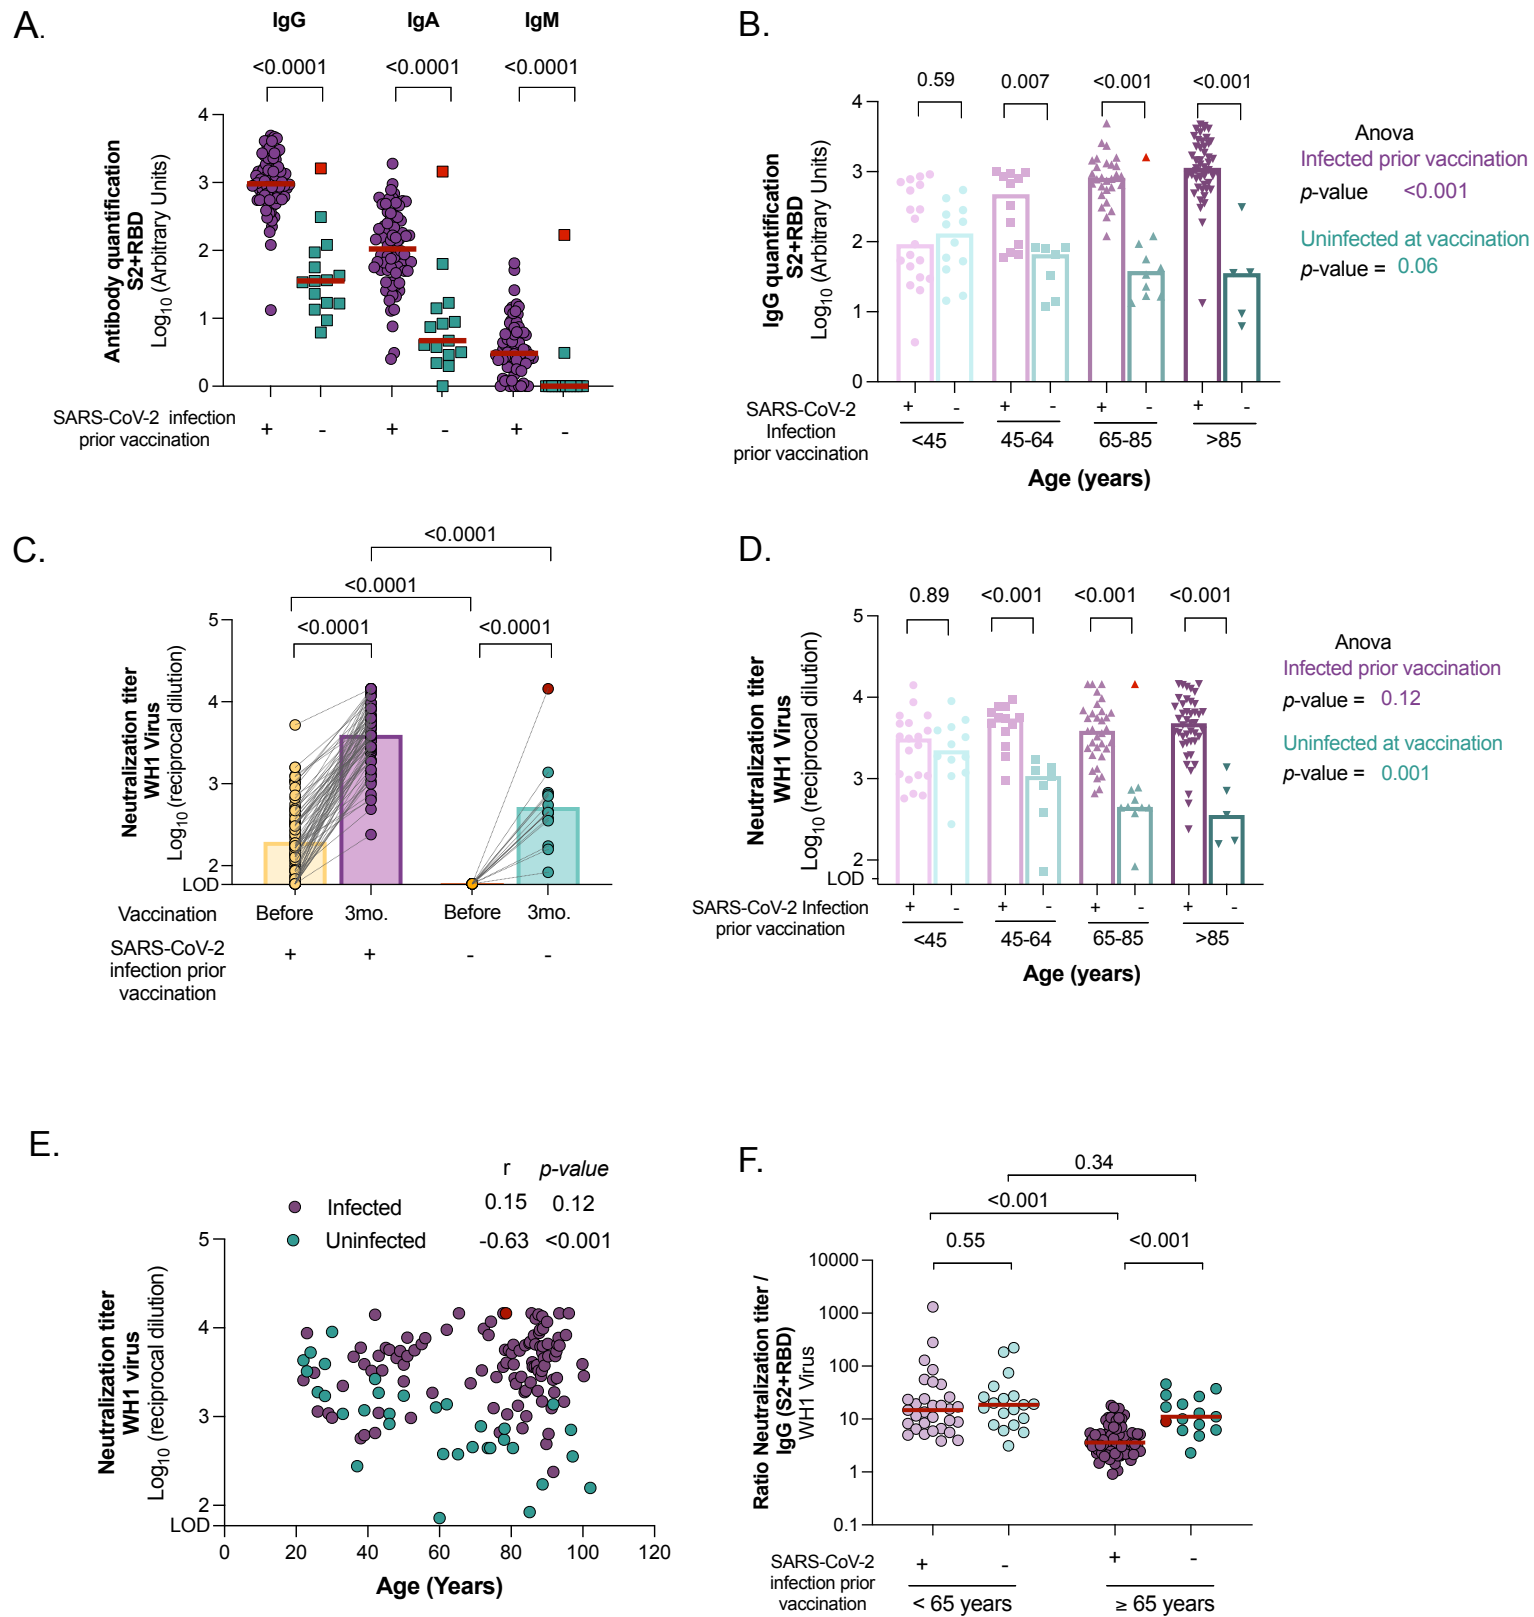 A.
IgG IgA IgM
<0.0001 <0.0001 <0.0001
Antibody quantification
S2+RBD
Log10 (Arbitrary Units)
4
3
2
1
0
SARS-CoV-2 infection
prior vaccination
+ - + - + -
B.
0.59 0.007 <0.001 <0.001
IgG quantification
S2+RBD
Log10 (Arbitrary Units)
4
3
2
1
0
SARS-CoV-2
Infection
prior vaccination
+ - + - + - + -
<45 45-64 65-85 >85
Age (years)
Anova
Infected prior vaccination
p-value <0.001
Uninfected at vaccination
p-value = 0.06
C.
<0.0001
<0.0001
<0.0001 <0.0001
Neutralization titer
WH1 Virus
Log10 (reciprocal dilution)
5
4
3
2
LOD
Vaccination Before 3mo. Before 3mo.
SARS-CoV-2
infection prior
vaccination
+ + - -
D.
0.89 <0.001 <0.001 <0.001
Neutralization titer
WH1 Virus
Log10 (reciprocal dilution)
5
4
3
2
LOD
SARS-CoV-2 Infection
prior vaccination
+ - + - + - + -
<45 45-64 65-85 >85
Age (years)
Anova
Infected prior vaccination
p-value = 0.12
Uninfected at vaccination
p-value = 0.001
E.
r p-value
Infected 0.15 0.12
Uninfected -0.63 <0.001
Neutralization titer
WH1 virus
Log10 (reciprocal dilution)
5
4
3
2
LOD
0 20 40 60 80 100 120
Age (Years)
F.
0.34
<0.001
0.55 <0.001
Ratio Neutralization titer /
IgG (S2+RBD)
WH1 Virus
10000
1000
100
10
1
0.1
SARS-CoV-2
infection prior
vaccination
+ - + -
< 65 years ≥ 65 years